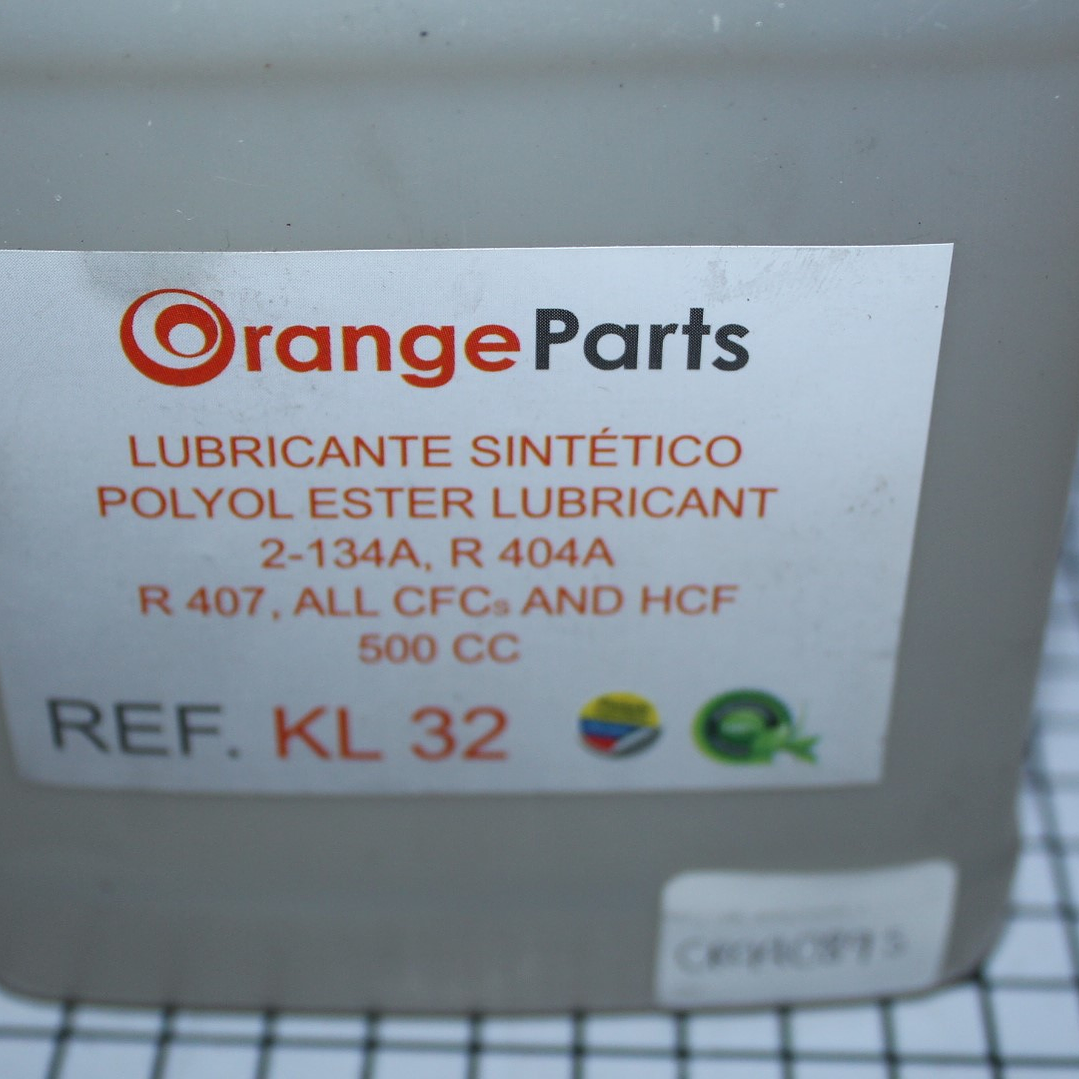 OrangeParts
LUBRICANTE SINTÉTICO
POLYOL ESTER LUBRICANT
2-134A, R 404A
R 407, ALL CFCs AND HCF
500 CC
REF. KL 32